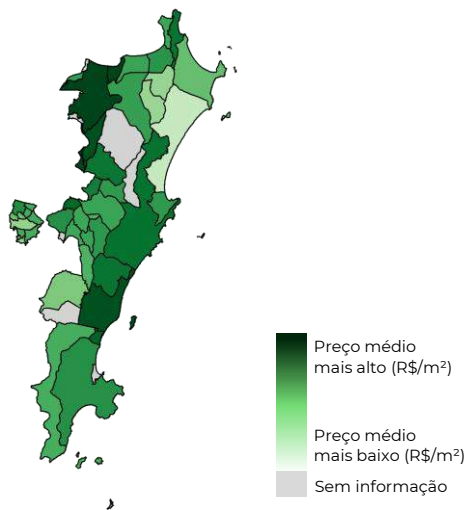 Preço médio
mais alto (R$/m²)
Preço médio
mais baixo (R$/m²)
Sem informação